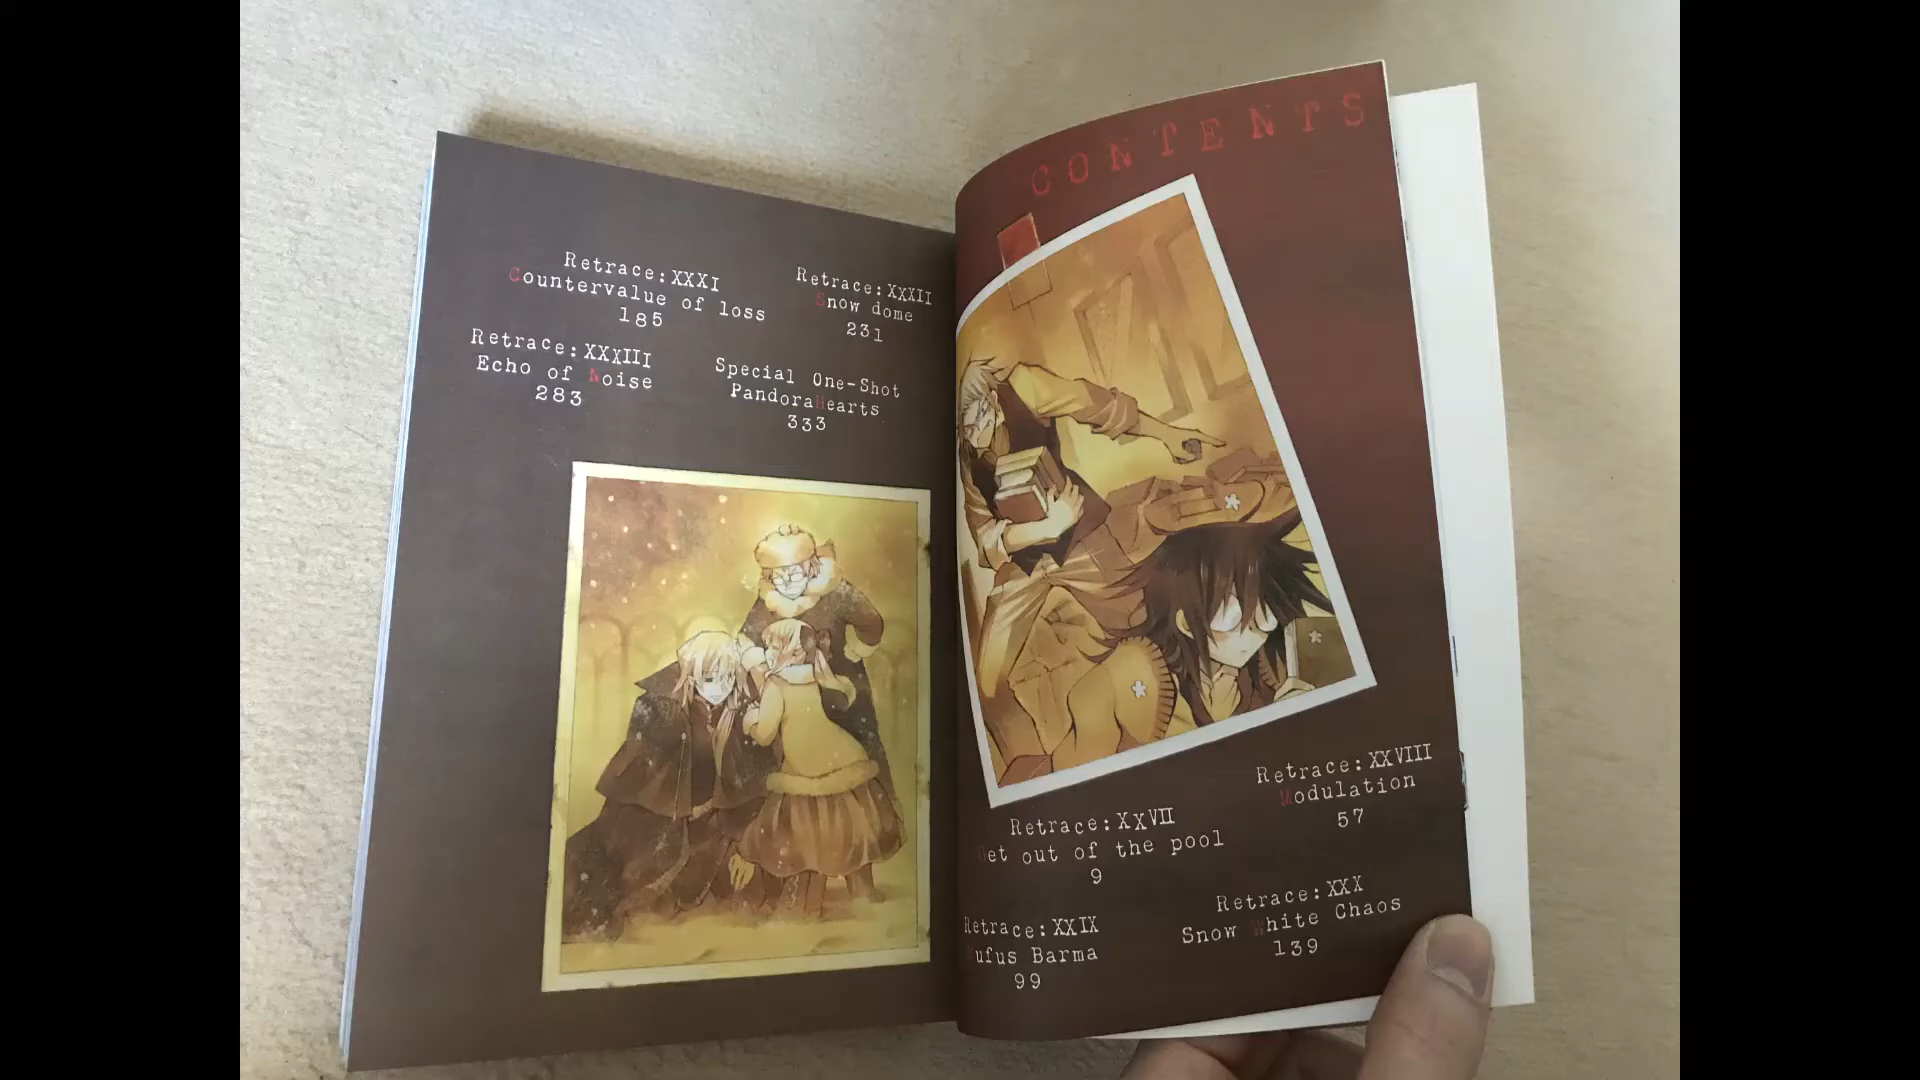 CONTENTS
Retrace:XXVII
Get out of the pool
9
Retrace:XXVIII
Modulation
57
Retrace:XXIX
Rufus Barma
99
Retrace:XXX
Snow White Chaos
139
Retrace:XXXI
Countervalue of loss
185
Retrace:XXXII
Snow dome
231
Retrace:XXXIII
Echo of Noise
283
Special One-Shot
PandoraHearts
333